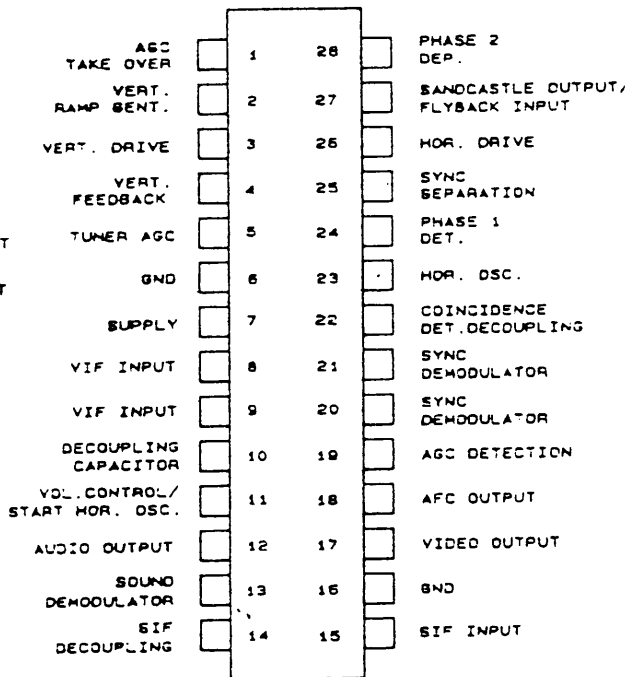 AGC
TAKE OVER
1
28
PHASE 2
DEP.
VERT.
RAMP GENT.
2
27
SANDCASTLE OUTPUT/
FLYBACK INPUT
VERT. DRIVE
3
26
HOR. DRIVE
VERT.
FEEDBACK
4
25
SYNC
SEPARATION
TUNER AGC
5
24
PHASE 1
DET.
GND
6
23
HOR. OSC.
SUPPLY
7
22
COINCIDENCE
DET.DECOUPLING
VIF INPUT
8
21
SYNC
DEMODULATOR
VIF INPUT
9
20
SYNC
DEMODULATOR
DECOUPLING
CAPACITOR
10
19
AGC DETECTION
VOL.CONTROL/
START HOR. OSC.
11
18
AFC OUTPUT
AUDIO OUTPUT
12
17
VIDEO OUTPUT
SOUND
DEMODULATOR
13
16
GND
SIF
DECOUPLING
14
15
SIF INPUT